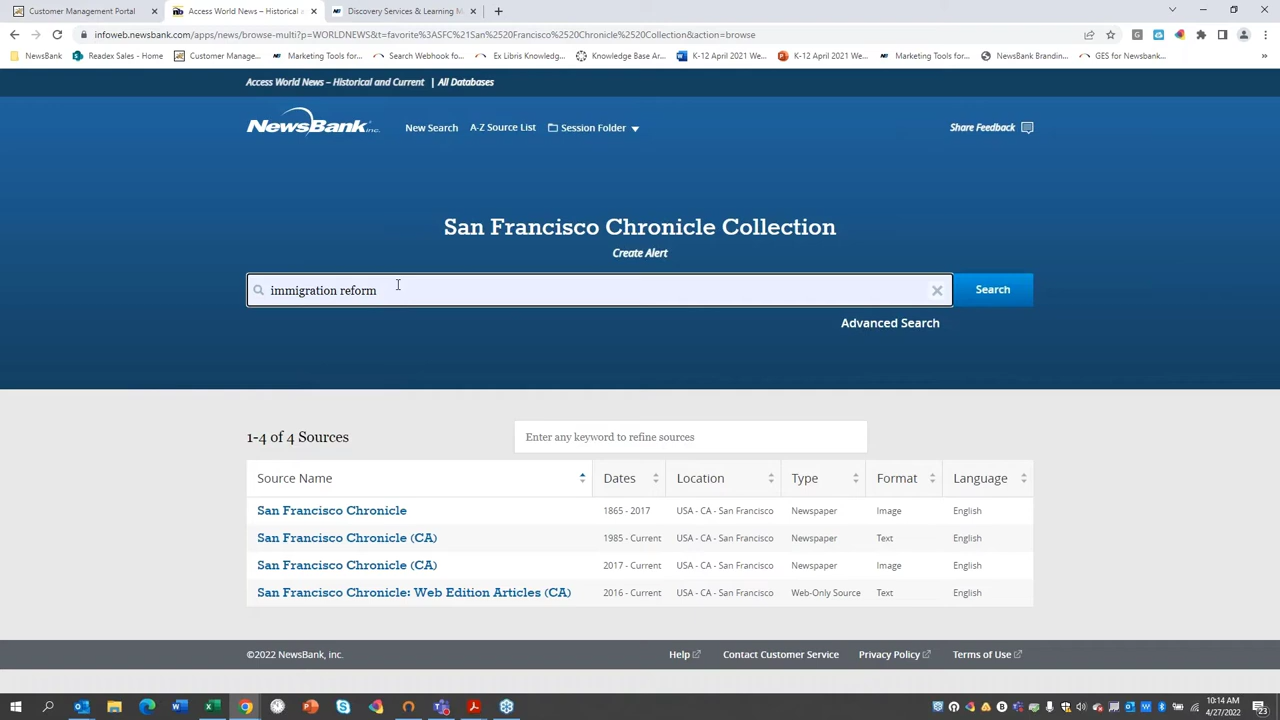 Customer Management Portal
Access World News – Historical a
Discovery Services & Learning M
infoweb.newsbank.com/apps/news/browse-multi?p=WORLDNEWS&t=favorite%3ASFC%21San%2520Francisco%2520Chronicle%2520Collection&action=browse
NewsBank
Readex Sales - Home
Customer Manage...
Marketing Tools for...
Search Webhook fo...
Ex Libris Knowledg...
Knowledge Base Ar...
K-12 April 2021 We...
K-12 April 2021 We...
Marketing Tools for...
NewsBank Brandin...
GES for Newsbank...
Access World News – Historical and Current | All Databases
NewsBank inc.
New Search
A-Z Source List
Session Folder
Share Feedback
San Francisco Chronicle Collection
Create Alert
immigration reform
Search
Advanced Search
1-4 of 4 Sources
Enter any keyword to refine sources
Source Name Dates Location Type Format Language
San Francisco Chronicle 1865 - 2017 USA - CA - San Francisco Newspaper Image English
San Francisco Chronicle (CA) 1985 - Current USA - CA - San Francisco Newspaper Text English
San Francisco Chronicle (CA) 2017 - Current USA - CA - San Francisco Newspaper Image English
San Francisco Chronicle: Web Edition Articles (CA) 2016 - Current USA - CA - San Francisco Web-Only Source Text English
©2022 NewsBank, inc.
Help
Contact Customer Service
Privacy Policy
Terms of Use
10:14 AM
4/27/2022
23